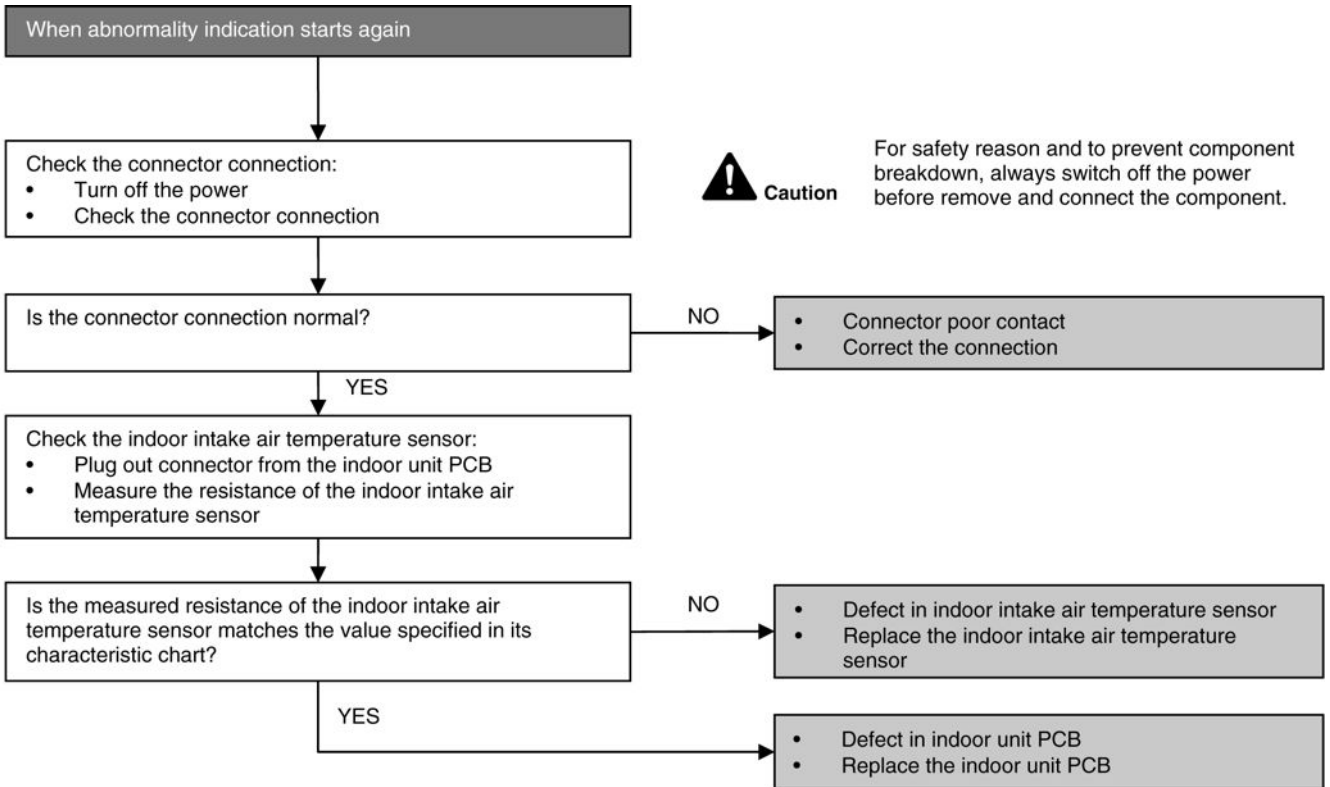 When abnormality indication starts again
Check the connector connection:
• Turn off the power
• Check the connector connection
Caution
For safety reason and to prevent component
breakdown, always switch off the power
before remove and connect the component.
Is the connector connection normal?
NO
• Connector poor contact
• Correct the connection
YES
Check the indoor intake air temperature sensor:
• Plug out connector from the indoor unit PCB
• Measure the resistance of the indoor intake air
temperature sensor
Is the measured resistance of the indoor intake air
temperature sensor matches the value specified in its
characteristic chart?
NO
• Defect in indoor intake air temperature sensor
• Replace the indoor intake air temperature
sensor
YES
• Defect in indoor unit PCB
• Replace the indoor unit PCB